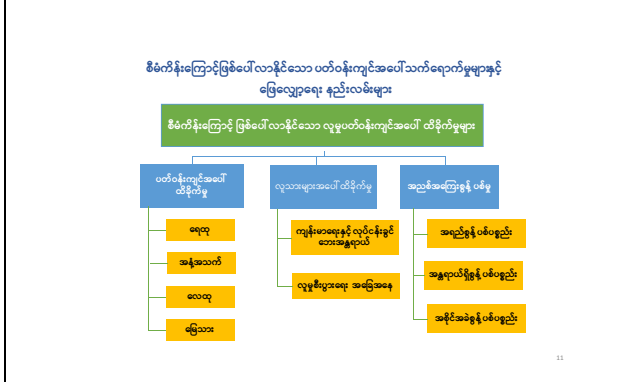 စီမံကိန်းကြောင့်ဖြစ်ပေါ်လာနိုင်သော ပတ်ဝန်းကျင်အပေါ်သက်ရောက်မှုများနှင့်
ဖြေလျှော့ရေး နည်းလမ်းများ
စီမံကိန်းကြောင့် ဖြစ်ပေါ်လာနိုင်သော လူမှုပတ်ဝန်းကျင်အပေါ် ထိခိုက်မှုများ
ပတ်ဝန်းကျင်အပေါ်
ထိခိုက်မှု
ရေထု
အနံ့အသက်
လေထု
မြေသား
လူသားများအပေါ်ထိခိုက်မှု
ကျန်းမာရေးနှင့်လုပ်ငန်းခွင်
ဘေးအန္တရာယ်
လူမှုစီးပွားရေး အခြေအနေ
အညစ်အကြေးစွန့် ပစ်မှု
အရည်စွန့်ပစ်ပစ္စည်း
အန္တရာယ်ရှိစွန့်ပစ်ပစ္စည်း
အစိုင်အခဲစွန့်ပစ်ပစ္စည်း
11